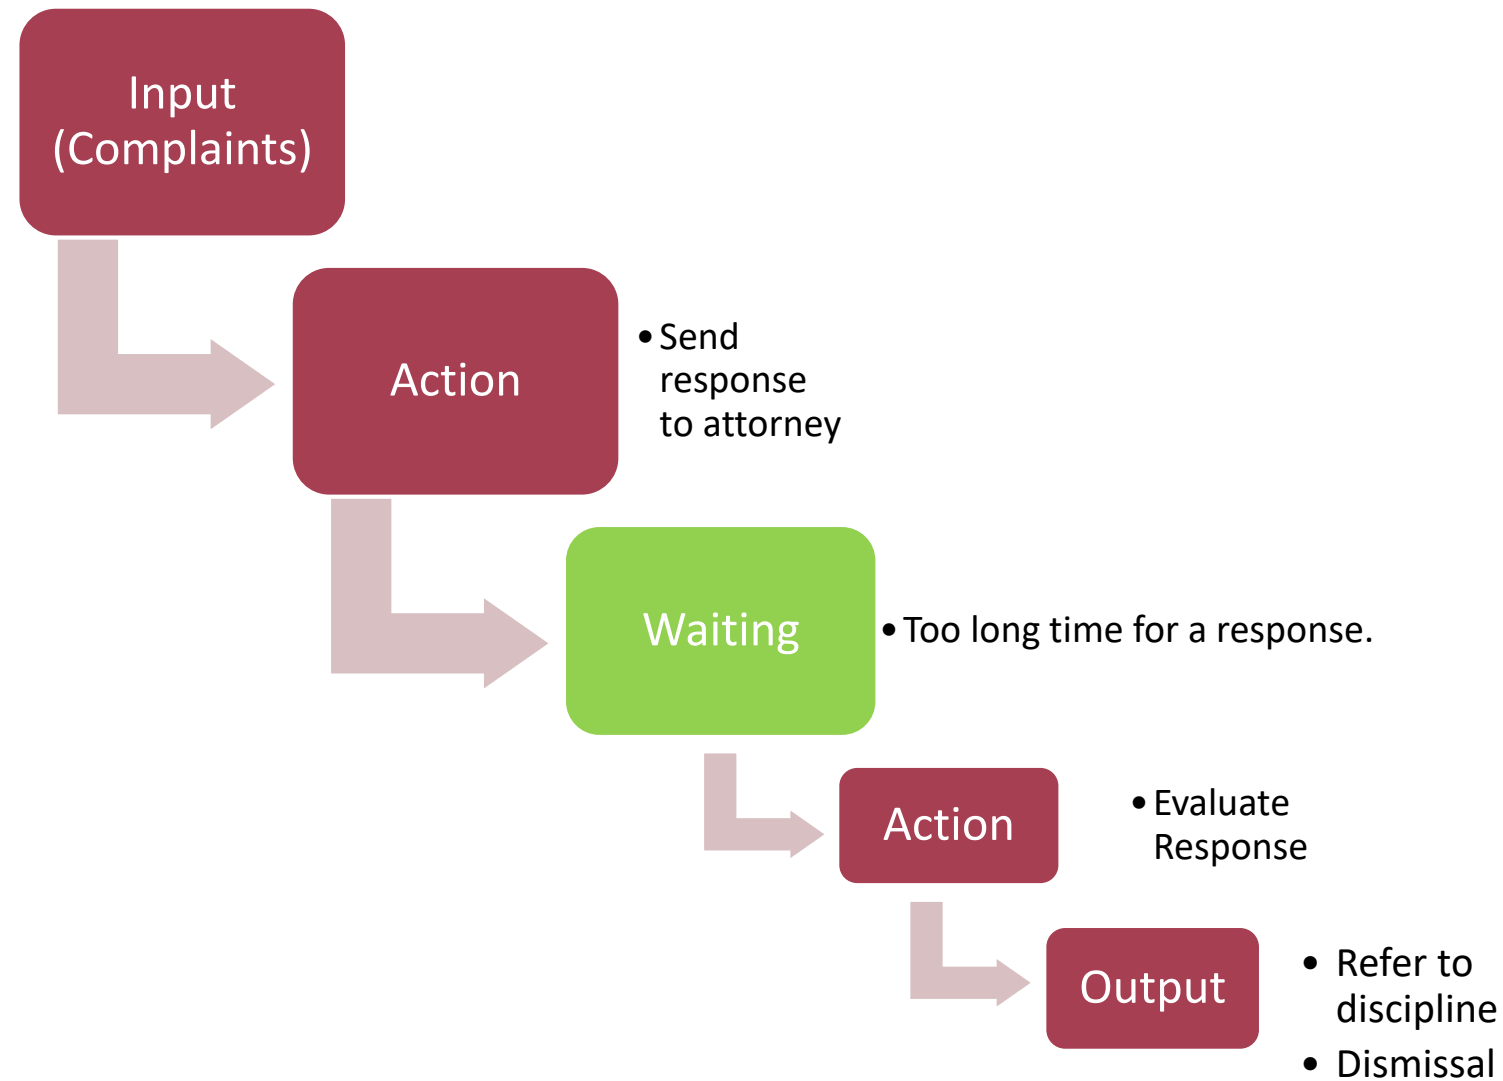 Input
(Complaints)
Action
• Send
response
to attorney
Waiting
• Too long time for a response.
Action
• Evaluate
Response
Output
• Refer to
discipline
• Dismissal